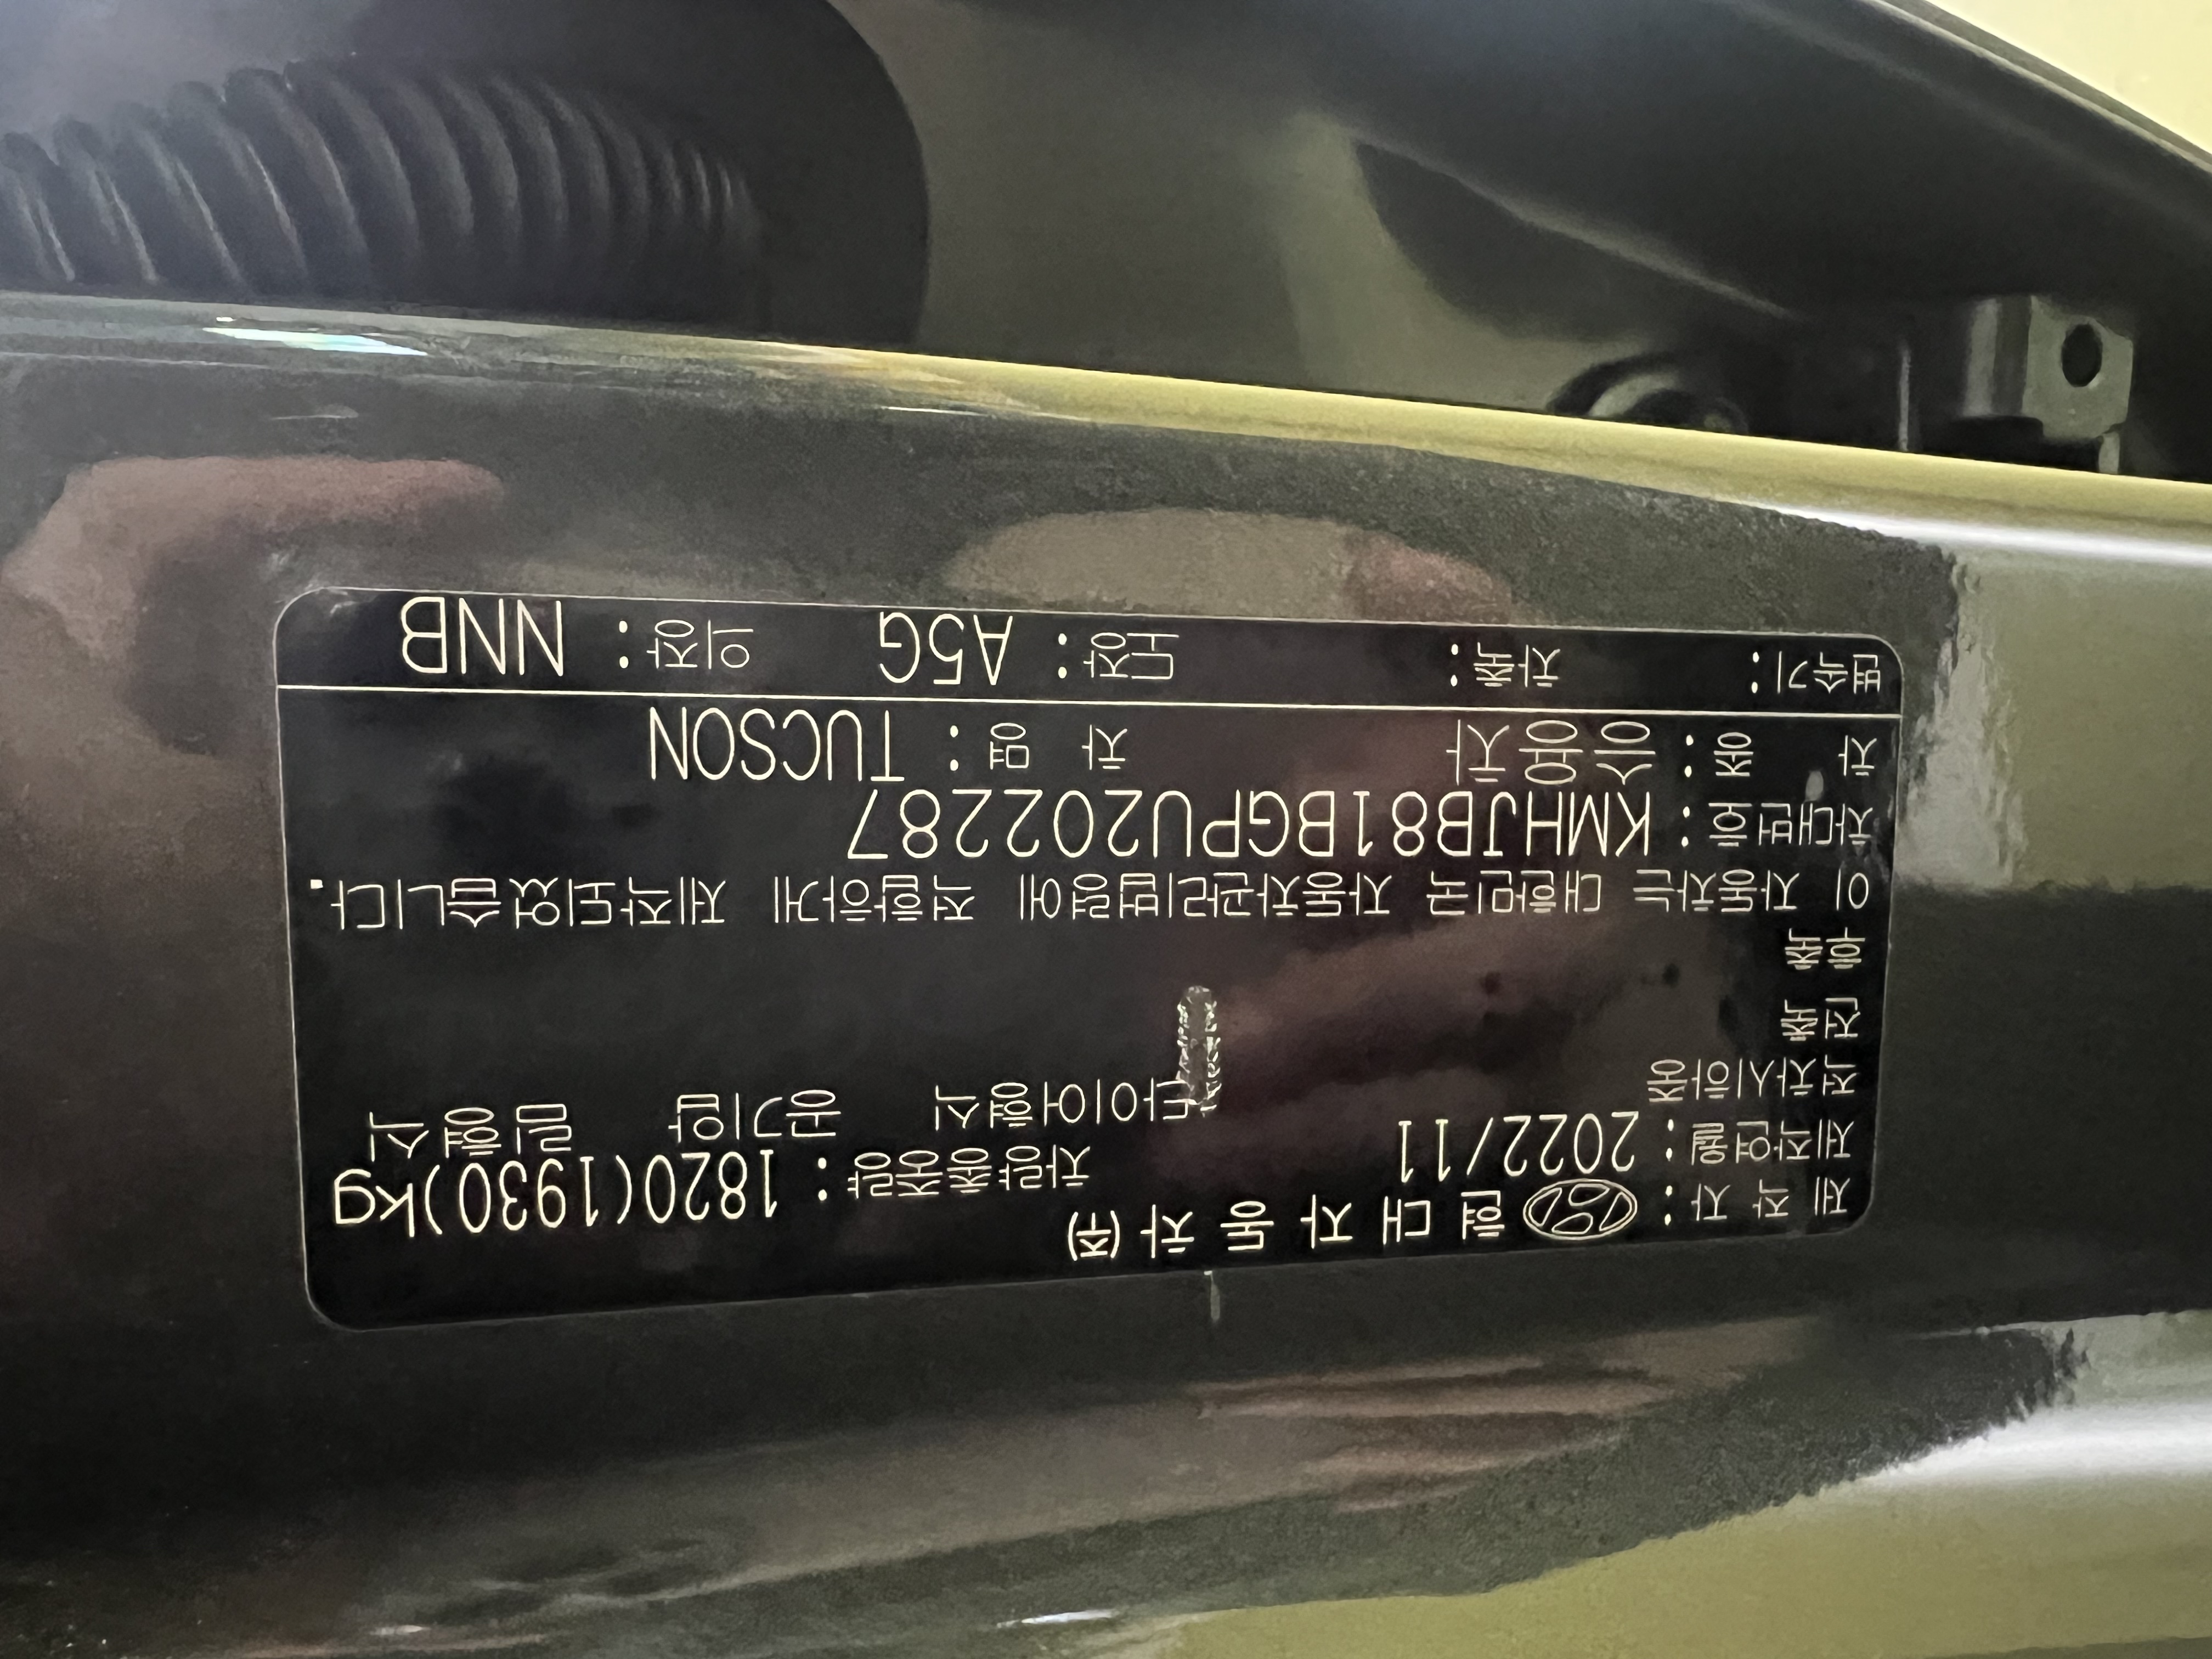 제 작 자 : 현 대 자 동 차 (주)
제작연월 : 2022/11 차량총중량 : 1820(1930)kg
적차시하중 타이어형식 공기압 림형식
전축
후축
이 자동차는 대한민국 자동차관리법령에 적합하게 제작되었습니다.
차대번호 : KMHJB81BGPU202287
차 종 : 승용차 차 명 : TUCSON
변속기 : 차축 : 도장 : A5G 의장 : NNB